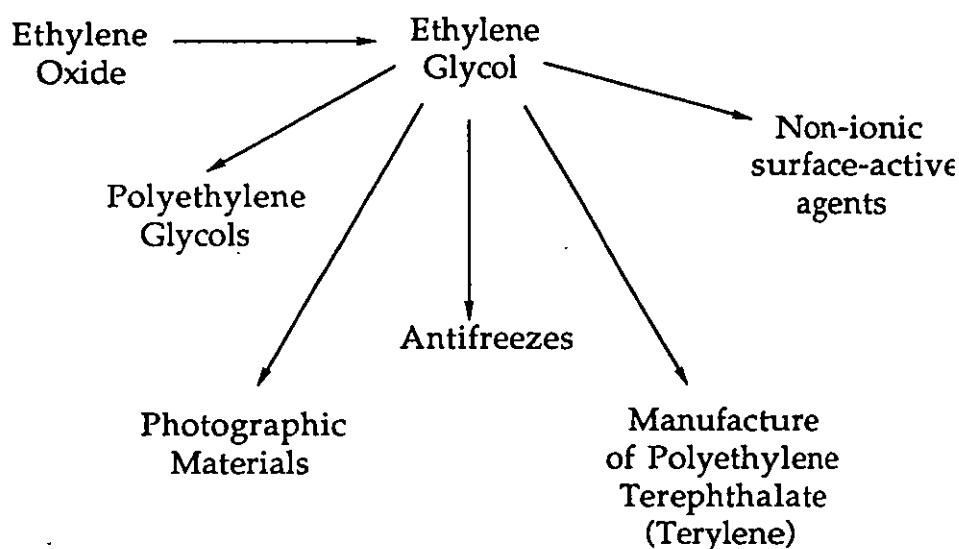 Ethylene
Oxide
Ethylene
Glycol
Non-ionic
surface-active
agents
Polyethylene
Glycols
Antifreezes
Photographic
Materials
Manufacture
of Polyethylene
Terephthalate
(Terylene)